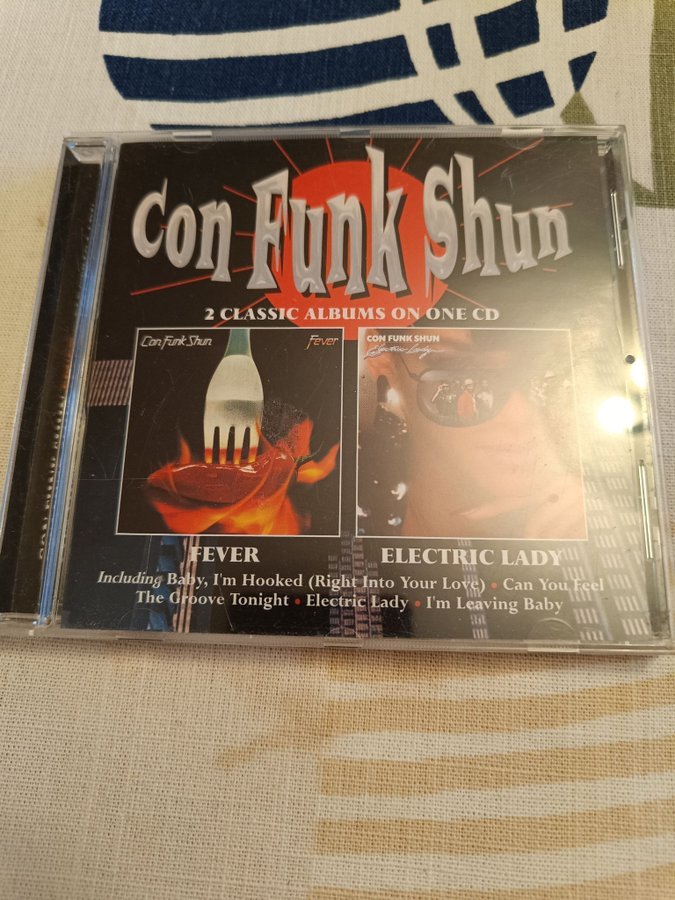 Con Funk Shun
2 CLASSIC ALBUMS ON ONE CD
Con Funk Shun Fever
CON FUNK SHUN
Electric Lady
FEVER ELECTRIC LADY
Including Baby, I'm Hooked (Right Into Your Love) • Can You Feel
The Groove Tonight • Electric Lady • I'm Leaving Baby